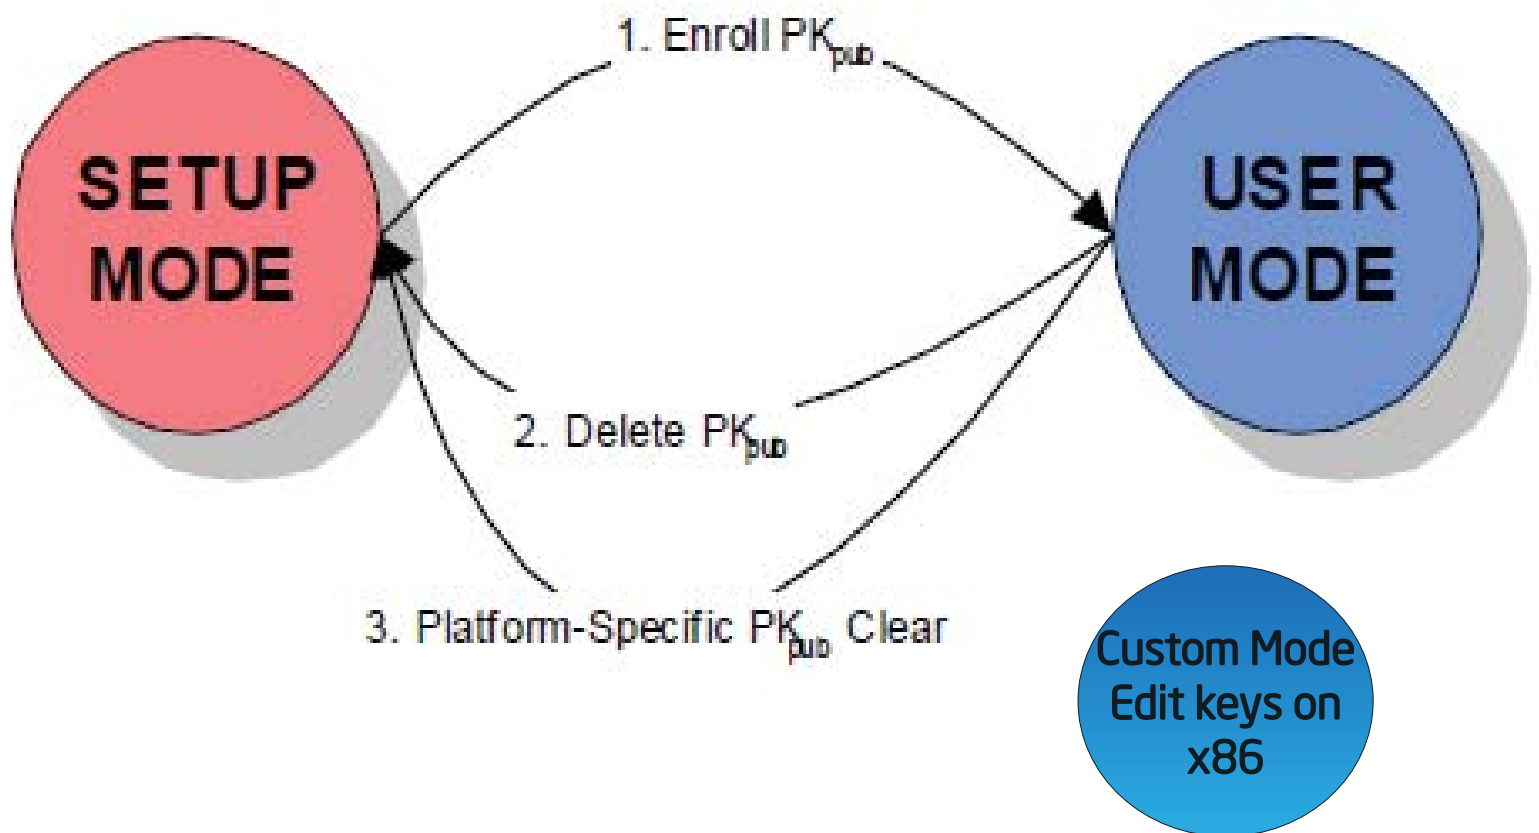 1. Enroll PKpub
SETUP
MODE
USER
MODE
2. Delete PKpub
3. Platform-Specific PKpub Clear
Custom Mode
Edit keys on
x86